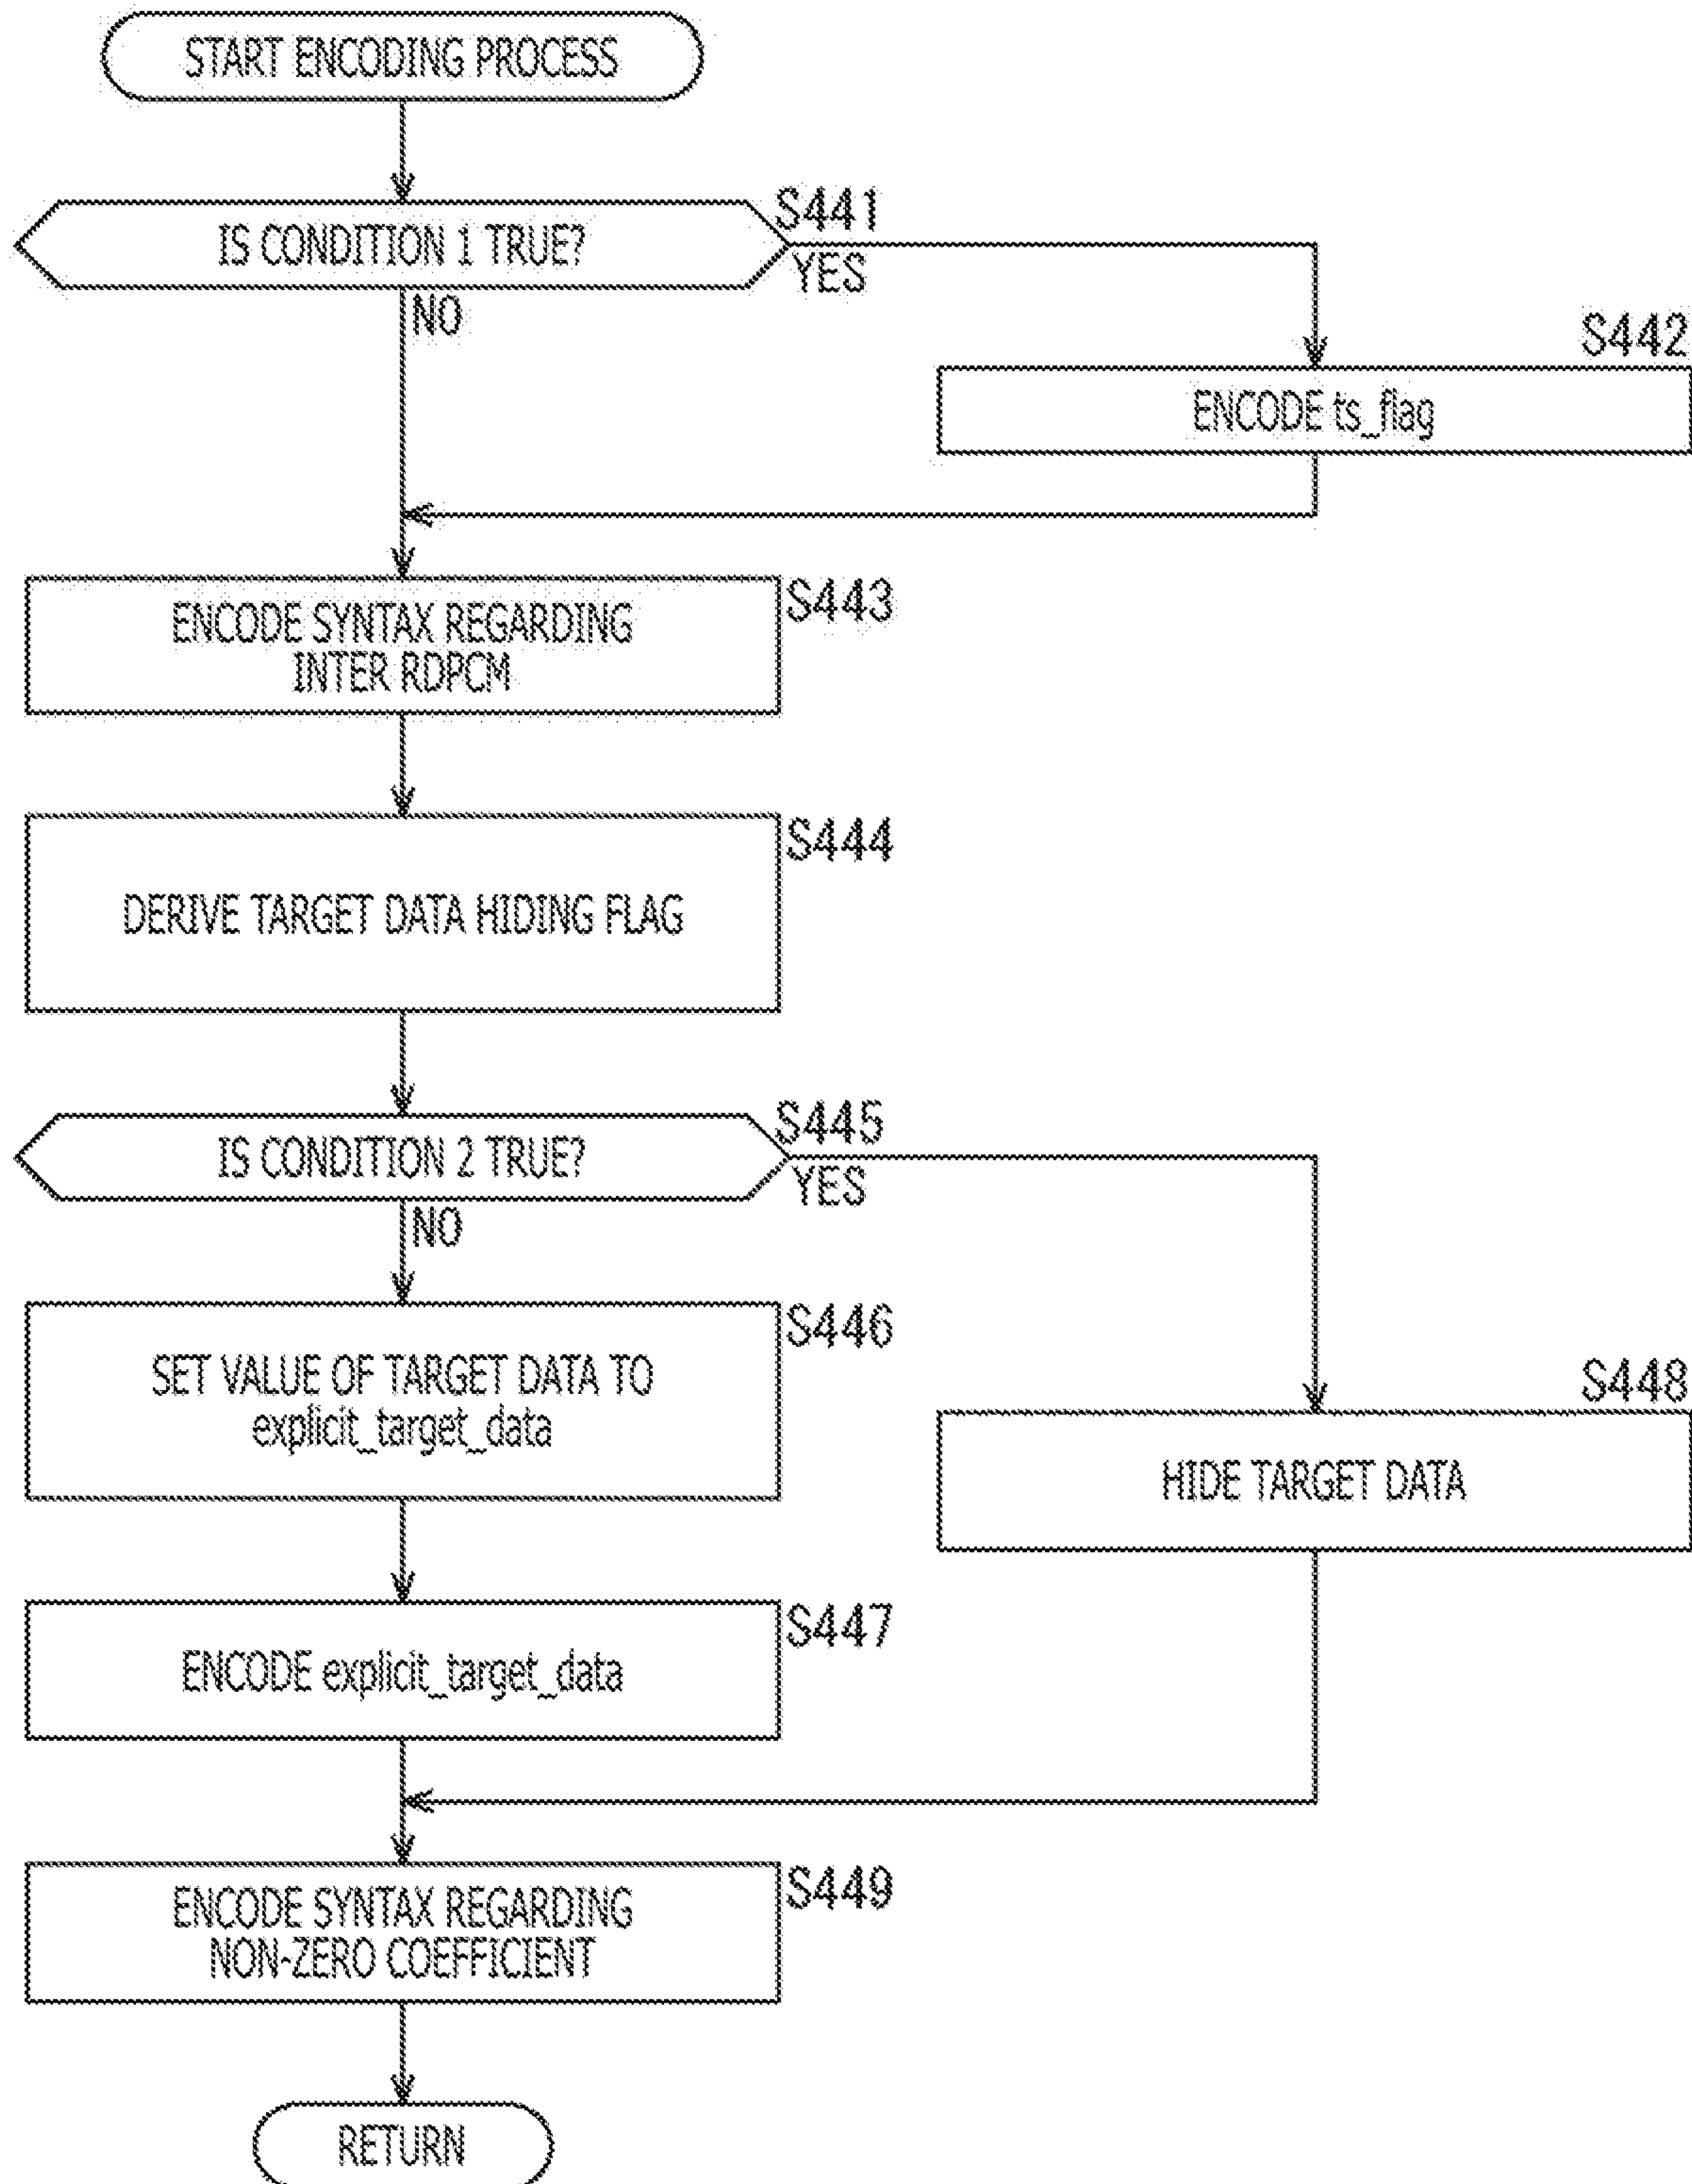 START ENCODING PROCESS
S441
IS CONDITION 1 TRUE?
YES
NO
S442
ENCODE ts_flag
S443
ENCODE SYNTAX REGARDING
INTER RDPCM
S444
DERIVE TARGET DATA HIDING FLAG
S445
IS CONDITION 2 TRUE?
YES
NO
S446
SET VALUE OF TARGET DATA TO
explicit_target_data
S448
HIDE TARGET DATA
S447
ENCODE explicit_target_data
S449
ENCODE SYNTAX REGARDING
NON-ZERO COEFFICIENT
RETURN